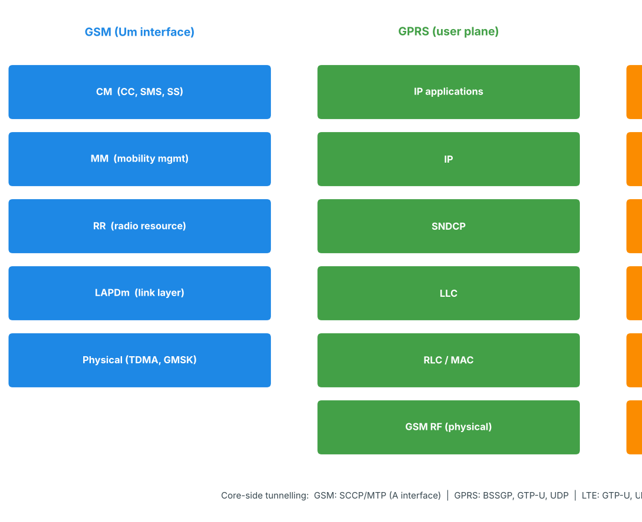 GSM (Um interface)
CM (CC, SMS, SS)
MM (mobility mgmt)
RR (radio resource)
LAPDm (link layer)
Physical (TDMA, GMSK)
GPRS (user plane)
IP applications
IP
SNDCP
LLC
RLC / MAC
GSM RF (physical)
Core-side tunnelling: GSM: SCCP/MTP (A interface) | GPRS: BSSGP, GTP-U, UDP | LTE: GTP-U,